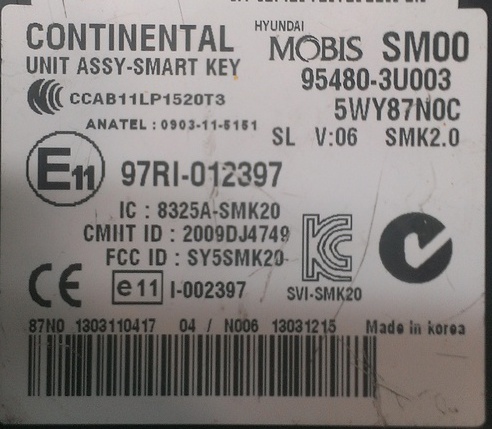 CONTINENTAL HYUNDAI MOBIS SM00
UNIT ASSY-SMART KEY 95480-3U003
CCAB11LP1520T3 5WY87N0C
ANATEL : 0903-11-5151 SL V:06 SMK2.0
E11 97RI-012397
IC : 8325A-SMK20
CMIIT ID : 2009DJ4749
FCC ID : SY5SMK20
CE e11 I-002397 SVI-SMK20
87N0 1303110417 04 / N006 13031215 Made in korea